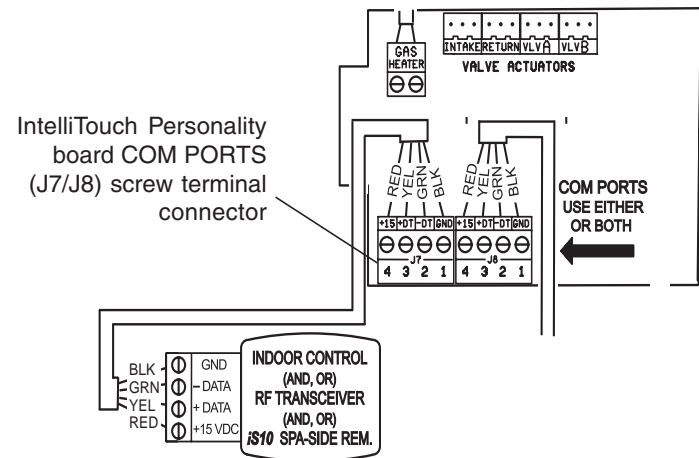 INTAKE RETURN VLV A VLV B
VALVE ACTUATORS
GAS
HEATER
IntelliTouch Personality
board COM PORTS
(J7/J8) screw terminal
connector
RED YEL GRN BLK
RED YEL GRN BLK
COM PORTS
USE EITHER
OR BOTH
+15 +DT -DT GND
+15 +DT -DT GND
J7
4 3 2 1
J8
4 3 2 1
BLK GND
GRN – DATA
YEL + DATA
RED +15 VDC
INDOOR CONTROL
(AND, OR)
RF TRANSCEIVER
(AND, OR)
iS10 SPA-SIDE REM.